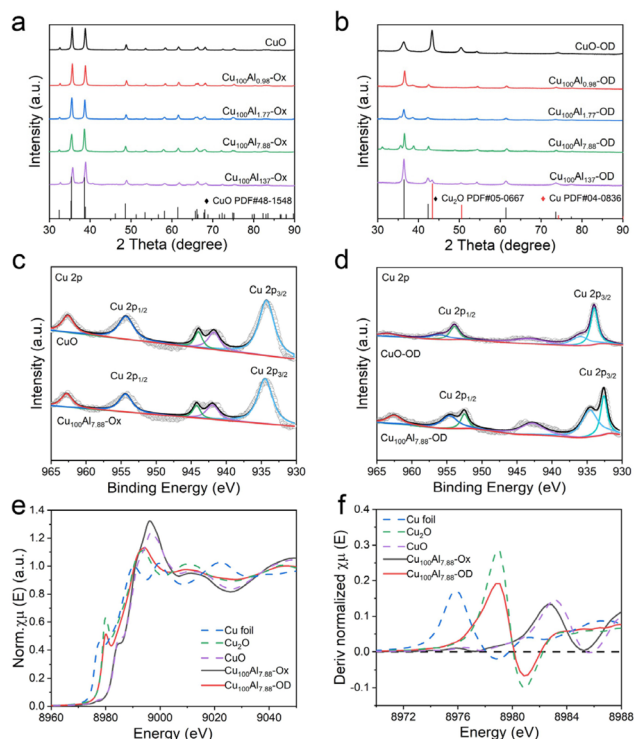 a
Intensity (a.u.)
CuO
Cu₁₀₀Al₀.₉₈-Ox
Cu₁₀₀Al₁.₇₇-Ox
Cu₁₀₀Al₇.₈₈-Ox
Cu₁₀₀Al₁₃₇-Ox
♦ CuO PDF#48-1548
30 40 50 60 70 80 90
2 Theta (degree)
b
Intensity (a.u.)
CuO-OD
Cu₁₀₀Al₀.₉₈-OD
Cu₁₀₀Al₁.₇₇-OD
Cu₁₀₀Al₇.₈₈-OD
Cu₁₀₀Al₁₃₇-OD
♦ Cu₂O PDF#05-0667 ♦ Cu PDF#04-0836
30 40 50 60 70 80 90
2 Theta (degree)
c
Intensity (a.u.)
Cu 2p
Cu 2p₃/₂
Cu 2p₁/₂
CuO
Cu 2p₃/₂
Cu 2p₁/₂
Cu₁₀₀Al₇.₈₈-Ox
965 960 955 950 945 940 935 930
Binding Energy (eV)
d
Intensity (a.u.)
Cu 2p
Cu 2p₃/₂
Cu 2p₁/₂
CuO-OD
Cu 2p₃/₂
Cu 2p₁/₂
Cu₁₀₀Al₇.₈₈-OD
965 960 955 950 945 940 935 930
Binding Energy (eV)
e
Norm. χμ (E) (a.u.)
1.4
1.2
1.0
0.8
0.6
0.4
0.2
0.0
Cu foil
Cu₂O
CuO
Cu₁₀₀Al₇.₈₈-Ox
Cu₁₀₀Al₇.₈₈-OD
8960 8980 9000 9020 9040
Energy (eV)
f
Deriv normalized χμ (E)
0.4
0.3
0.2
0.1
0.0
-0.1
Cu foil
Cu₂O
CuO
Cu₁₀₀Al₇.₈₈-Ox
Cu₁₀₀Al₇.₈₈-OD
8972 8976 8980 8984 8988
Energy (eV)